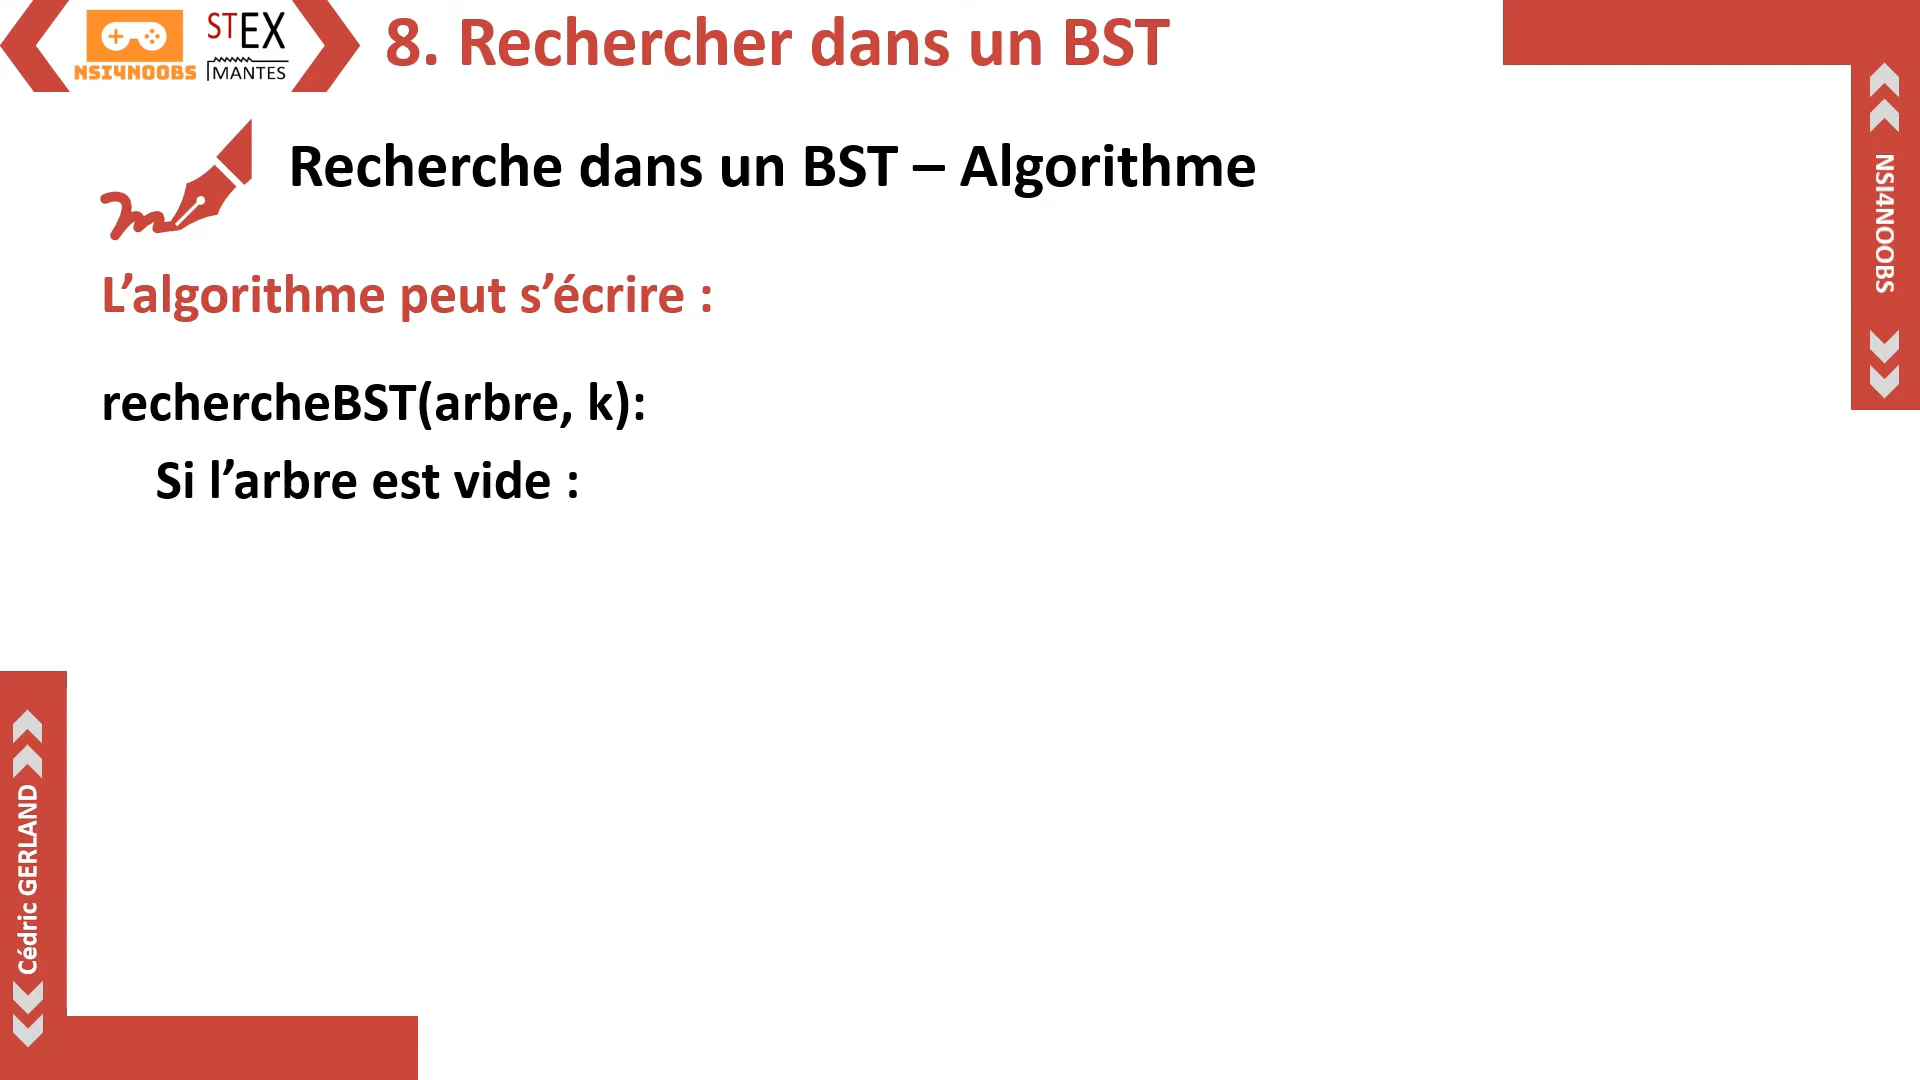 NSI4NOOBS
STEX
MANTES
8. Rechercher dans un BST
Recherche dans un BST – Algorithme
L’algorithme peut s’écrire :
rechercheBST(arbre, k):
Si l’arbre est vide :
NSI4NOOBS
Cédric GERLAND